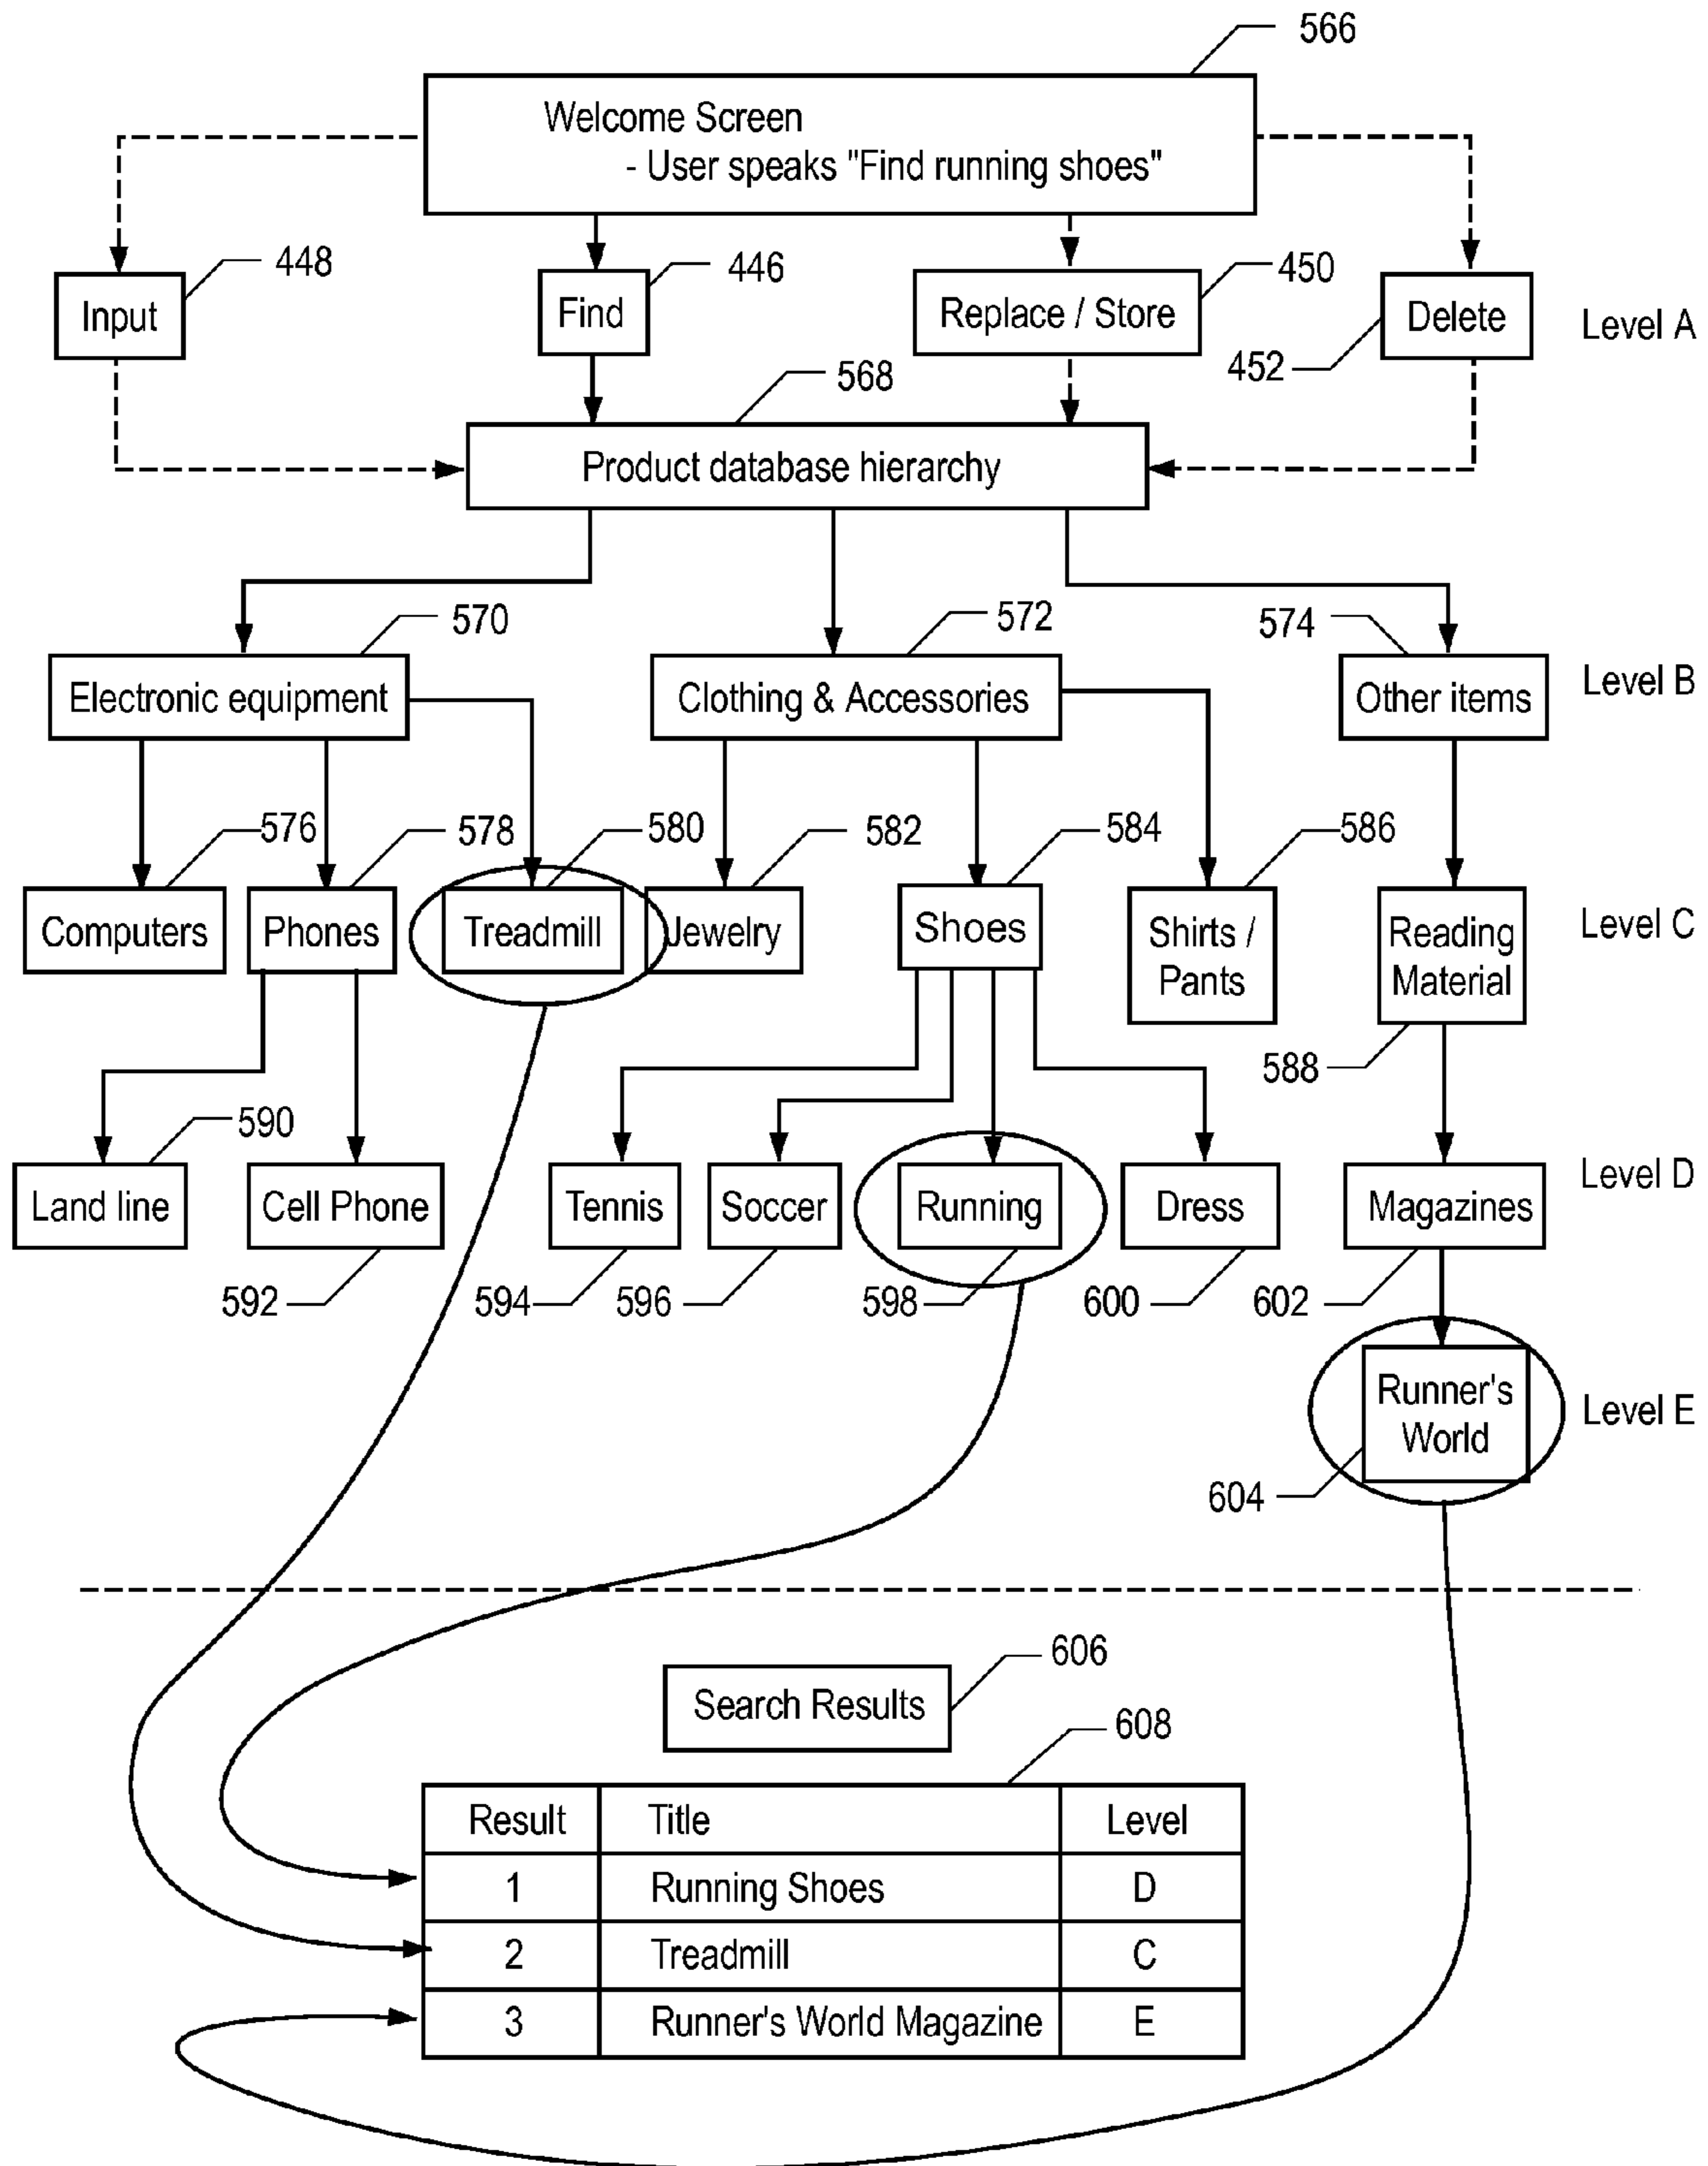 566
Welcome Screen
- User speaks "Find running shoes"
448
446
450
Input
Find
Replace / Store
Delete
Level A
452
568
Product database hierarchy
570
572
574
Electronic equipment
Clothing & Accessories
Other items
Level B
576
578
580
582
584
586
Computers
Phones
Treadmill
Jewelry
Shoes
Shirts /
Pants
Reading
Material
Level C
588
590
Land line
Cell Phone
Tennis
Soccer
Running
Dress
Magazines
Level D
592
594
596
598
600
602
Runner's
World
Level E
604
606
Search Results
608
Result Title Level
1 Running Shoes D
2 Treadmill C
3 Runner's World Magazine E